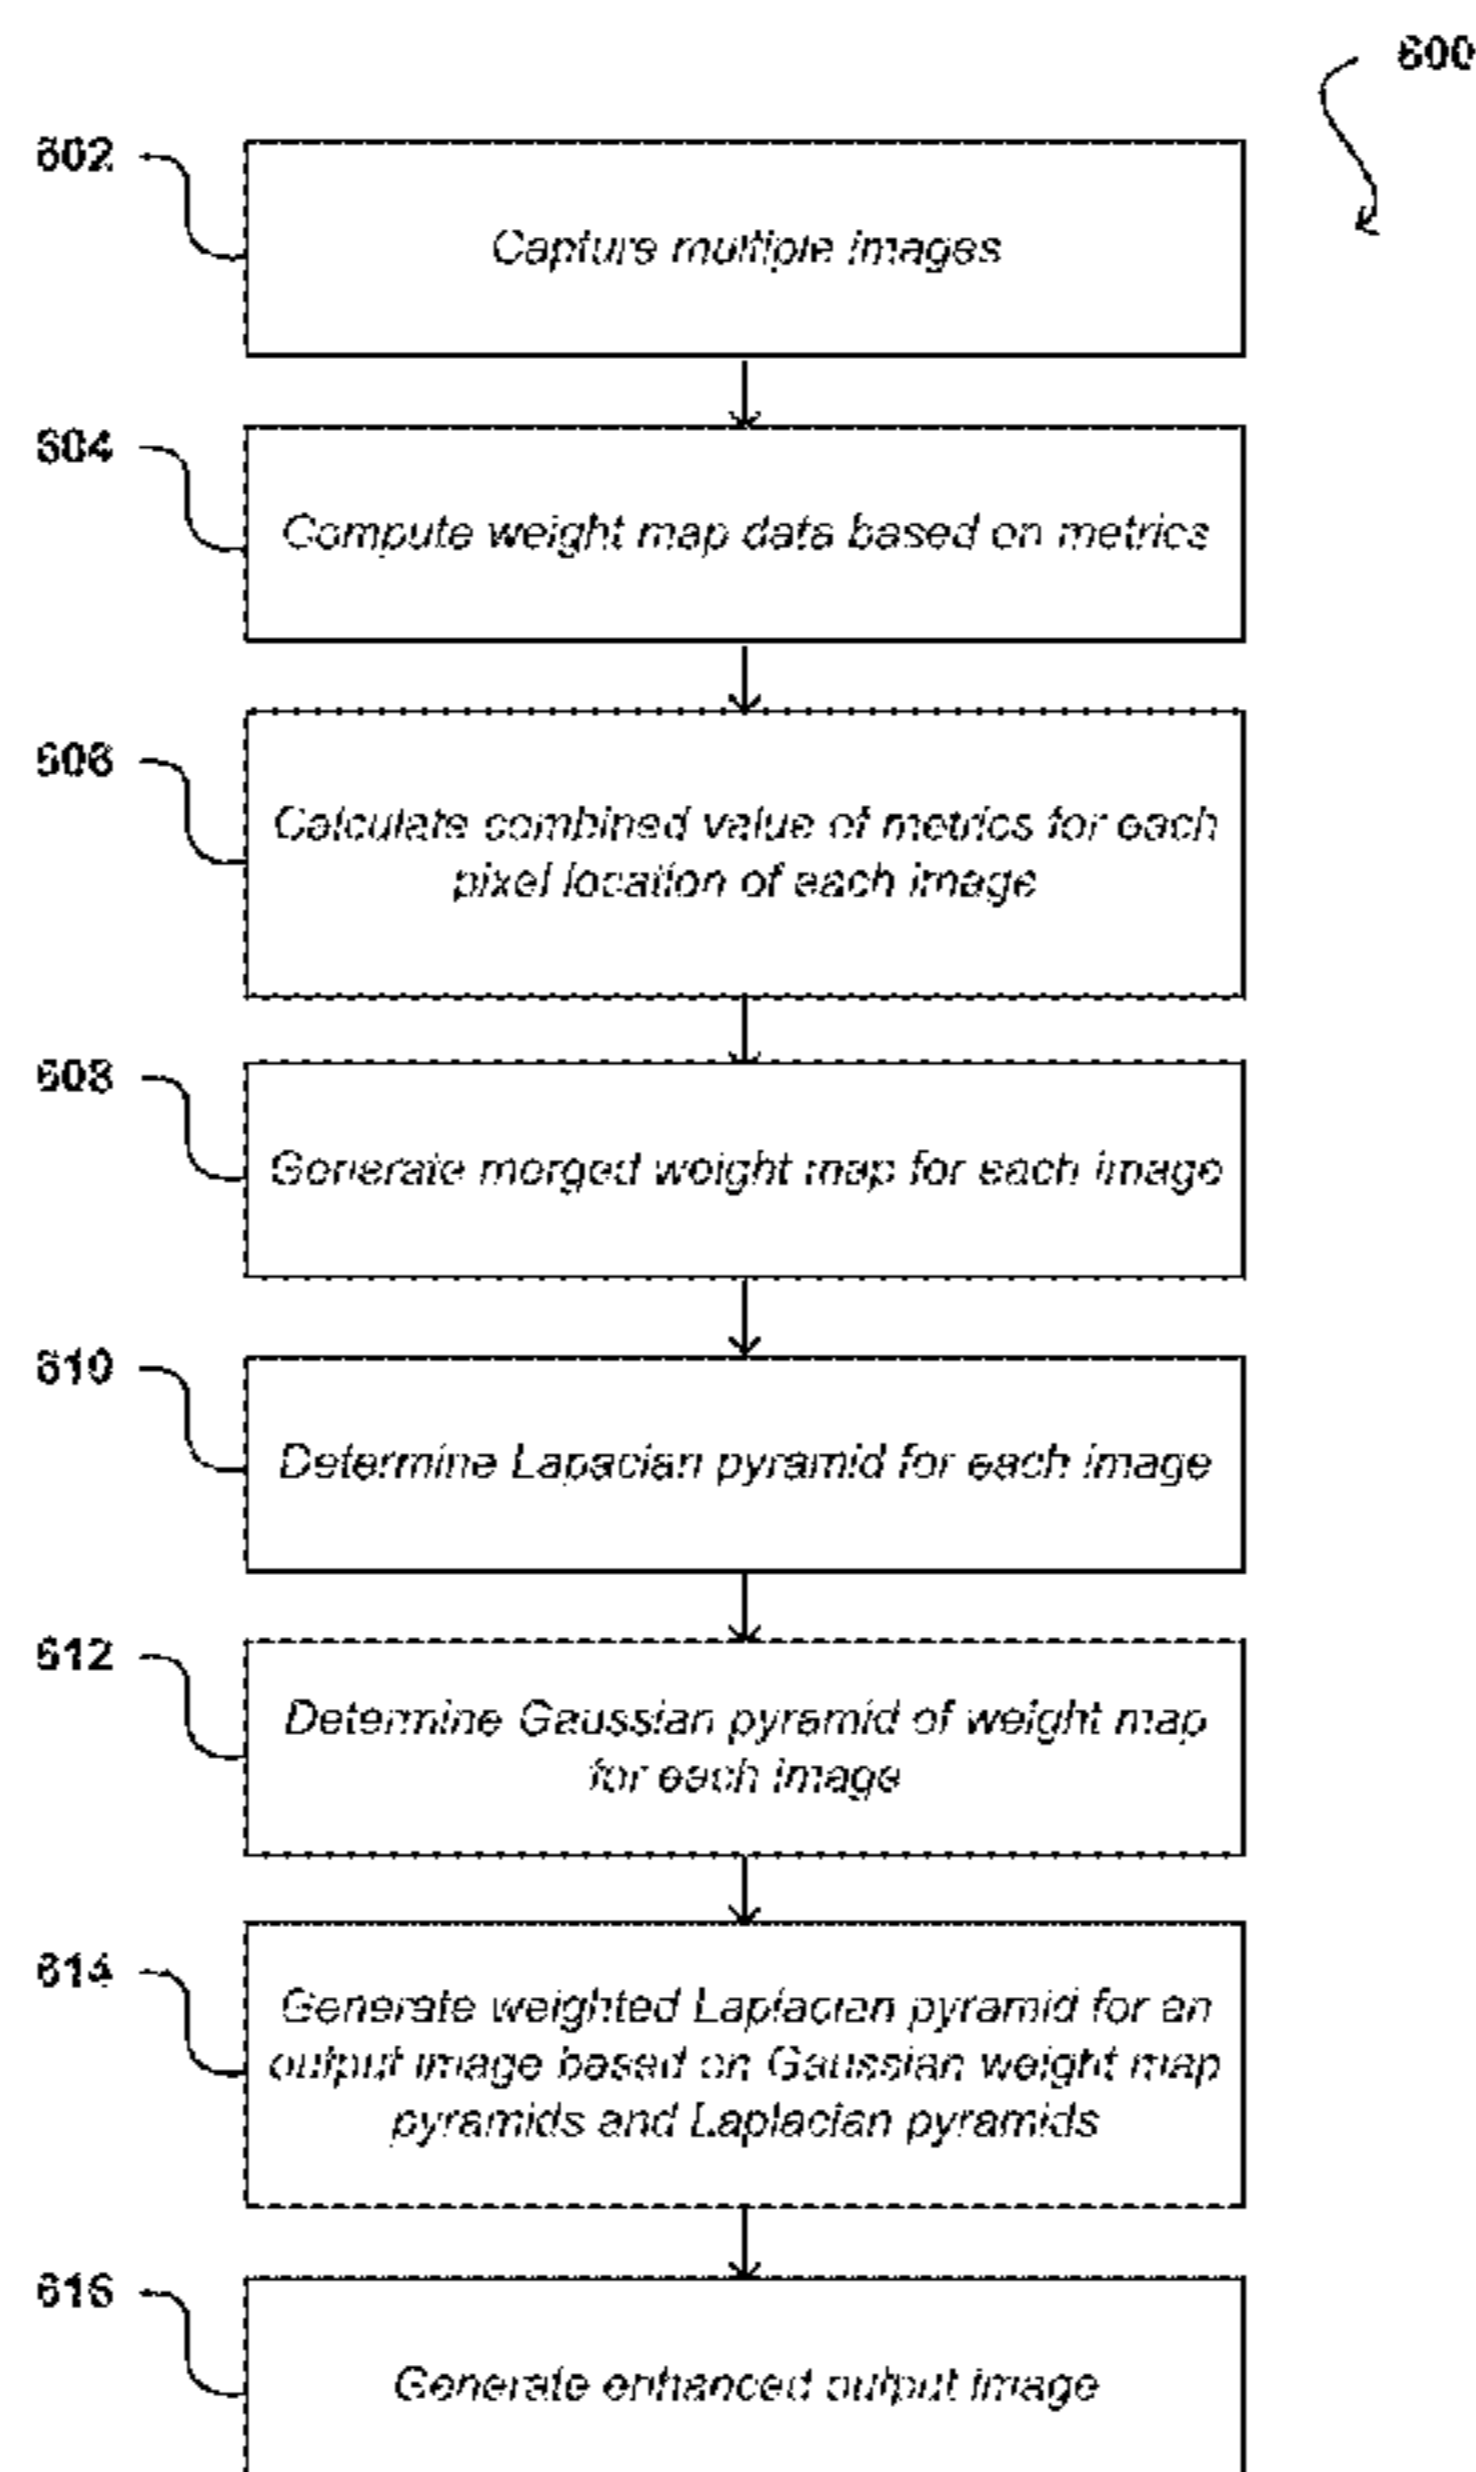 600
602
Capture multiple images
604
Compute weight map data based on metrics
606
Calculate combined value of metrics for each
pixel location of each image
608
Generate merged weight map for each image
610
Determine Lapacian pyramid for each image
612
Determine Gaussian pyramid of weight map
for each image
614
Generate weighted Laplacian pyramid for an
output image based on Gaussian weight map
pyramids and Laplacian pyramids
616
Generate enhanced output image